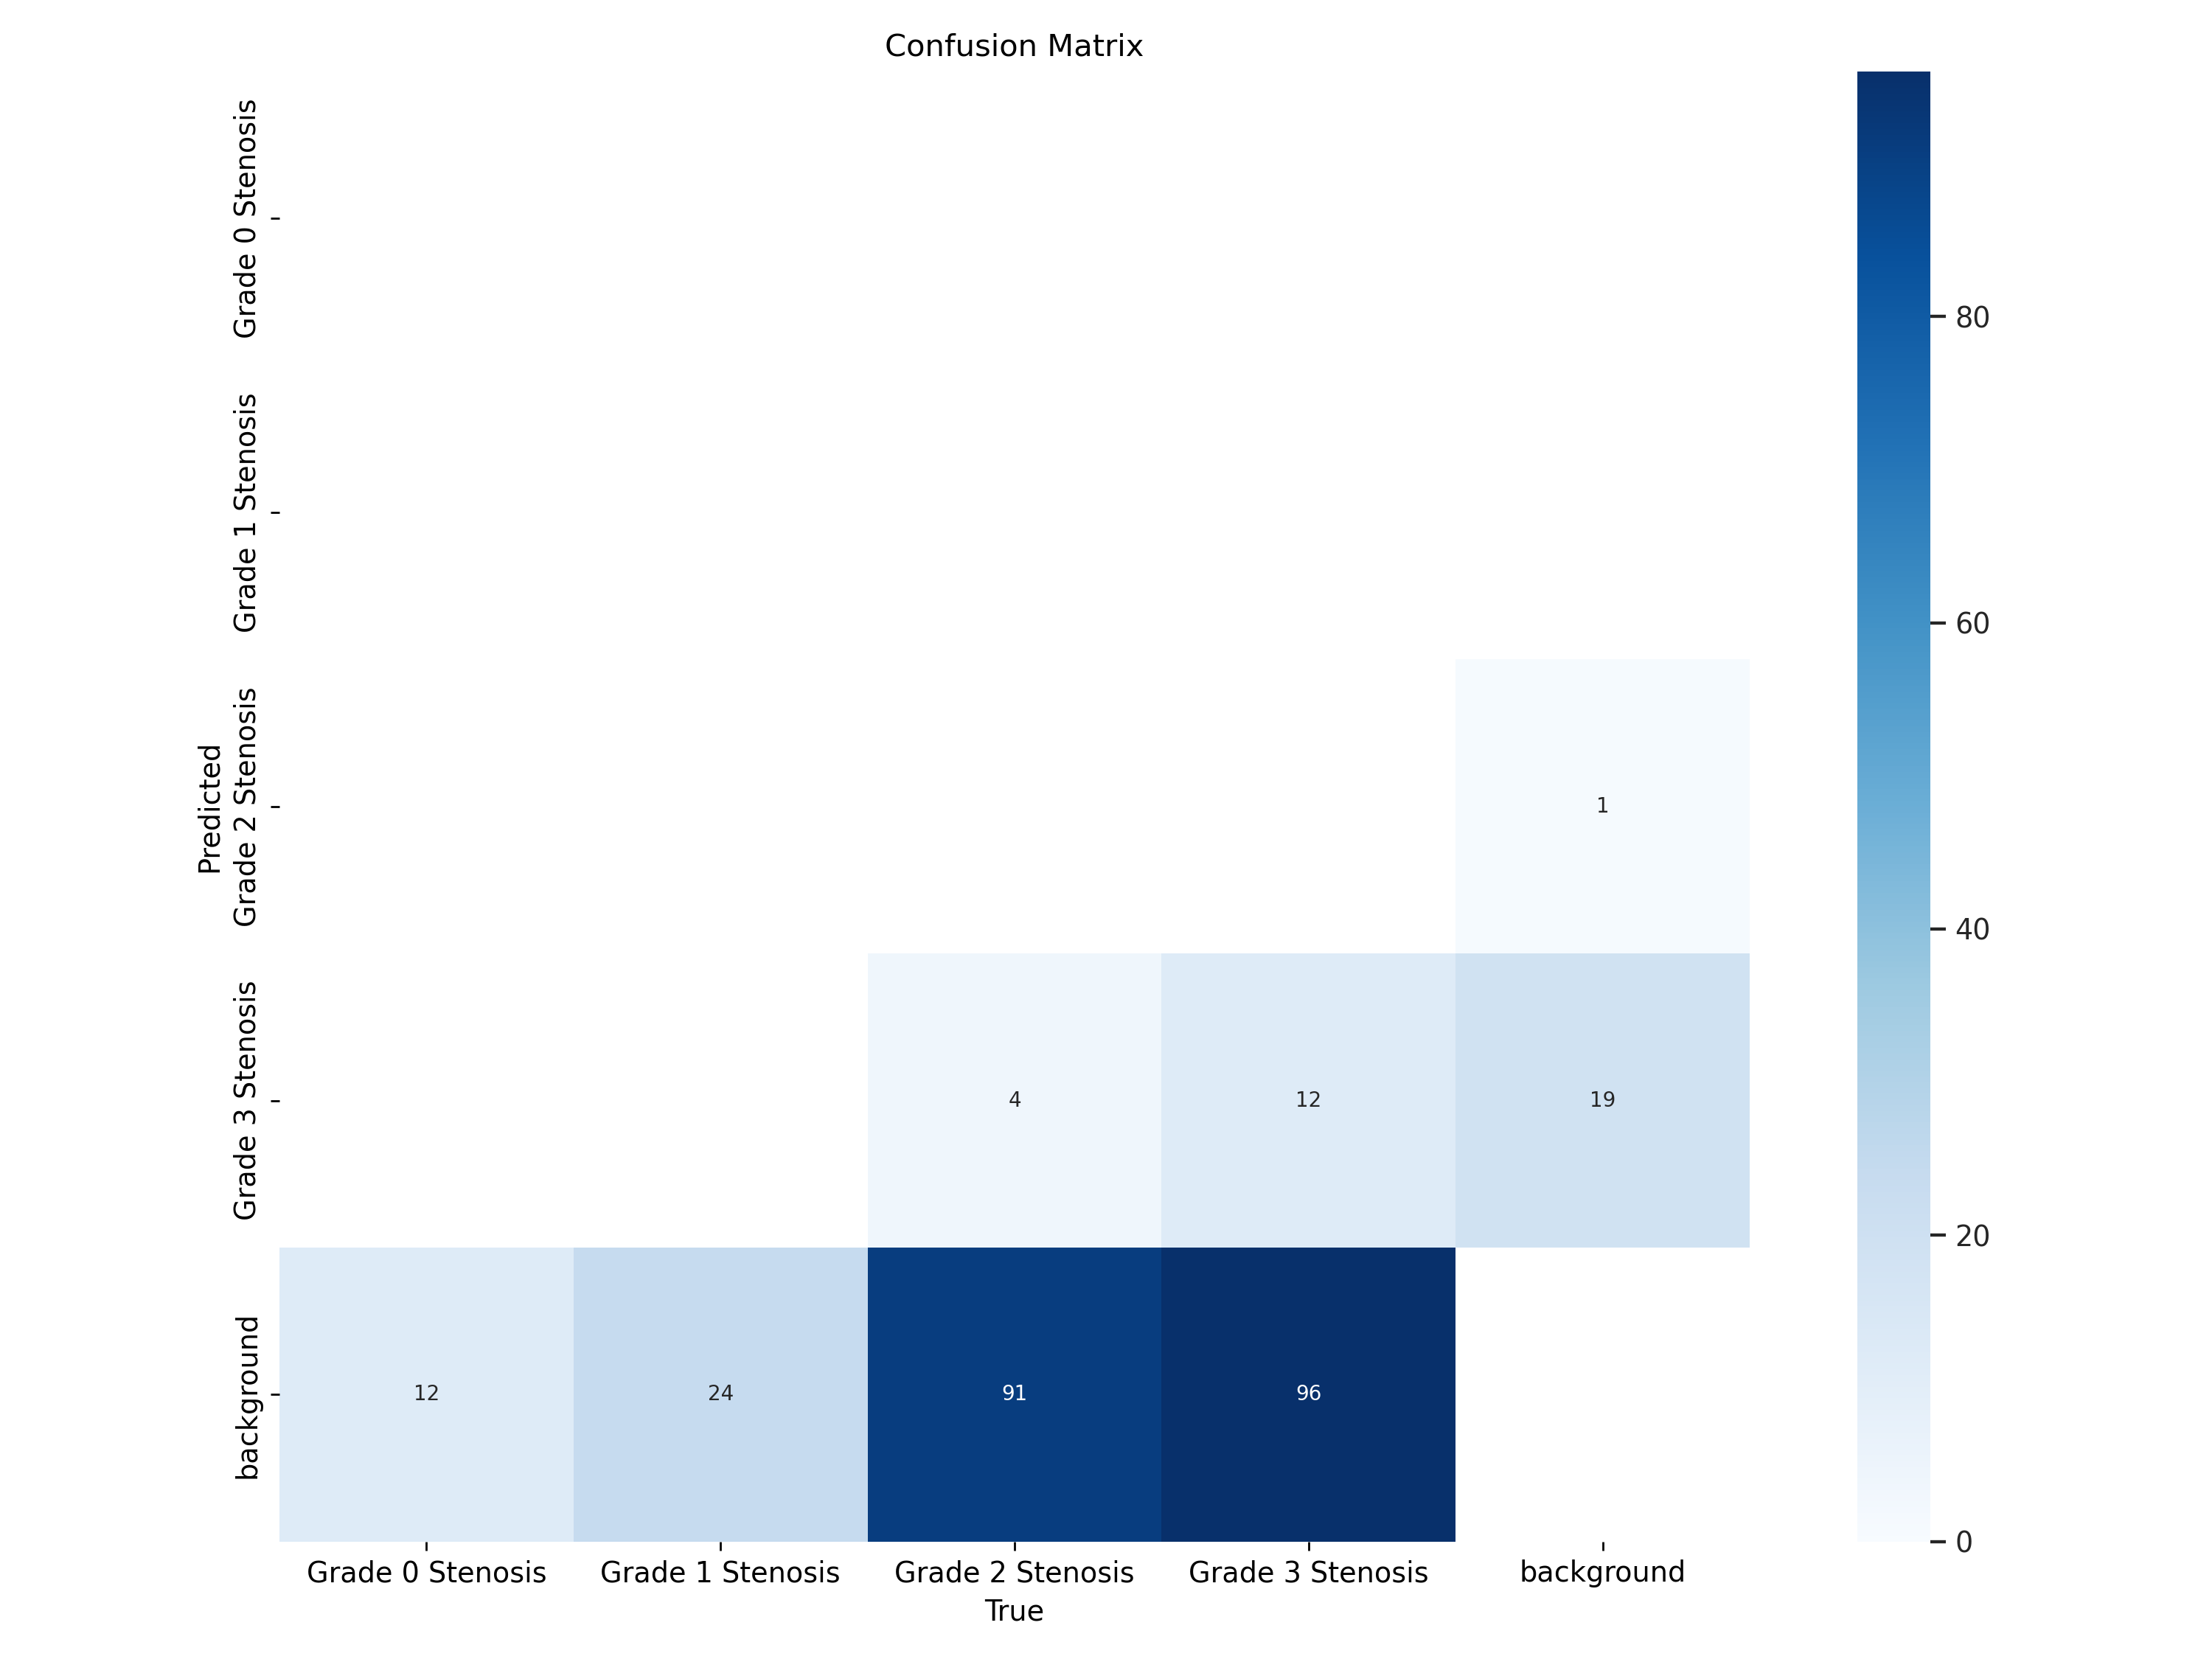 Confusion Matrix
Predicted
Grade 0 Stenosis
Grade 1 Stenosis
Grade 2 Stenosis
Grade 3 Stenosis
background
1
4 12 19
12 24 91 96
Grade 0 Stenosis Grade 1 Stenosis Grade 2 Stenosis Grade 3 Stenosis background
True
80
60
40
20
0